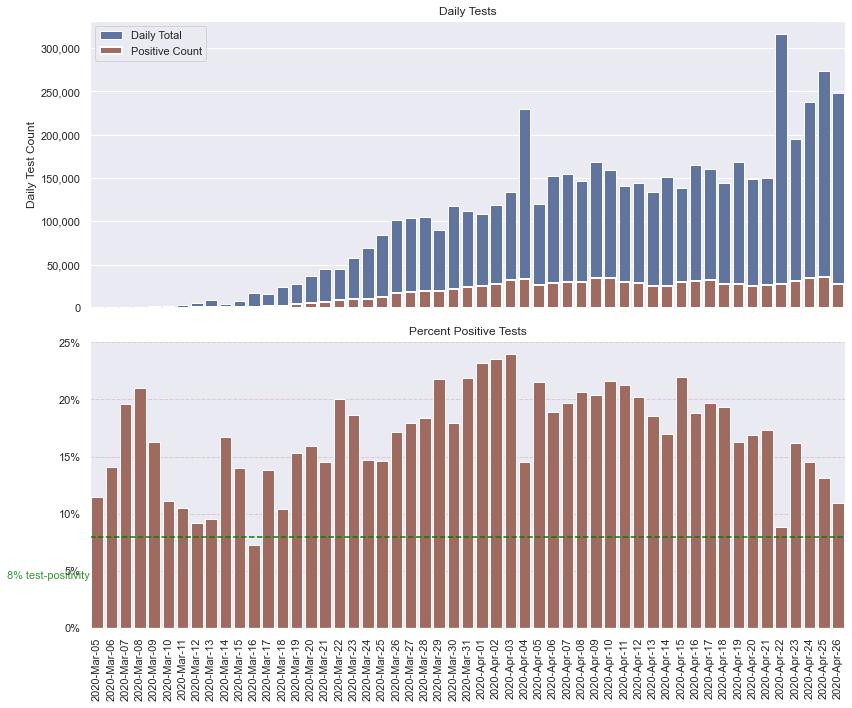 Daily Tests
Daily Total
Positive Count
300,000
250,000
200,000
150,000
100,000
50,000
0
Daily Test Count
Percent Positive Tests
25%
20%
15%
10%
5%
0%
8% test-positivity
2020-Mar-05
2020-Mar-06
2020-Mar-07
2020-Mar-08
2020-Mar-09
2020-Mar-10
2020-Mar-11
2020-Mar-12
2020-Mar-13
2020-Mar-14
2020-Mar-15
2020-Mar-16
2020-Mar-17
2020-Mar-18
2020-Mar-19
2020-Mar-20
2020-Mar-21
2020-Mar-22
2020-Mar-23
2020-Mar-24
2020-Mar-25
2020-Mar-26
2020-Mar-27
2020-Mar-28
2020-Mar-29
2020-Mar-30
2020-Mar-31
2020-Apr-01
2020-Apr-02
2020-Apr-03
2020-Apr-04
2020-Apr-05
2020-Apr-06
2020-Apr-07
2020-Apr-08
2020-Apr-09
2020-Apr-10
2020-Apr-11
2020-Apr-12
2020-Apr-13
2020-Apr-14
2020-Apr-15
2020-Apr-16
2020-Apr-17
2020-Apr-18
2020-Apr-19
2020-Apr-20
2020-Apr-21
2020-Apr-22
2020-Apr-23
2020-Apr-24
2020-Apr-25
2020-Apr-26